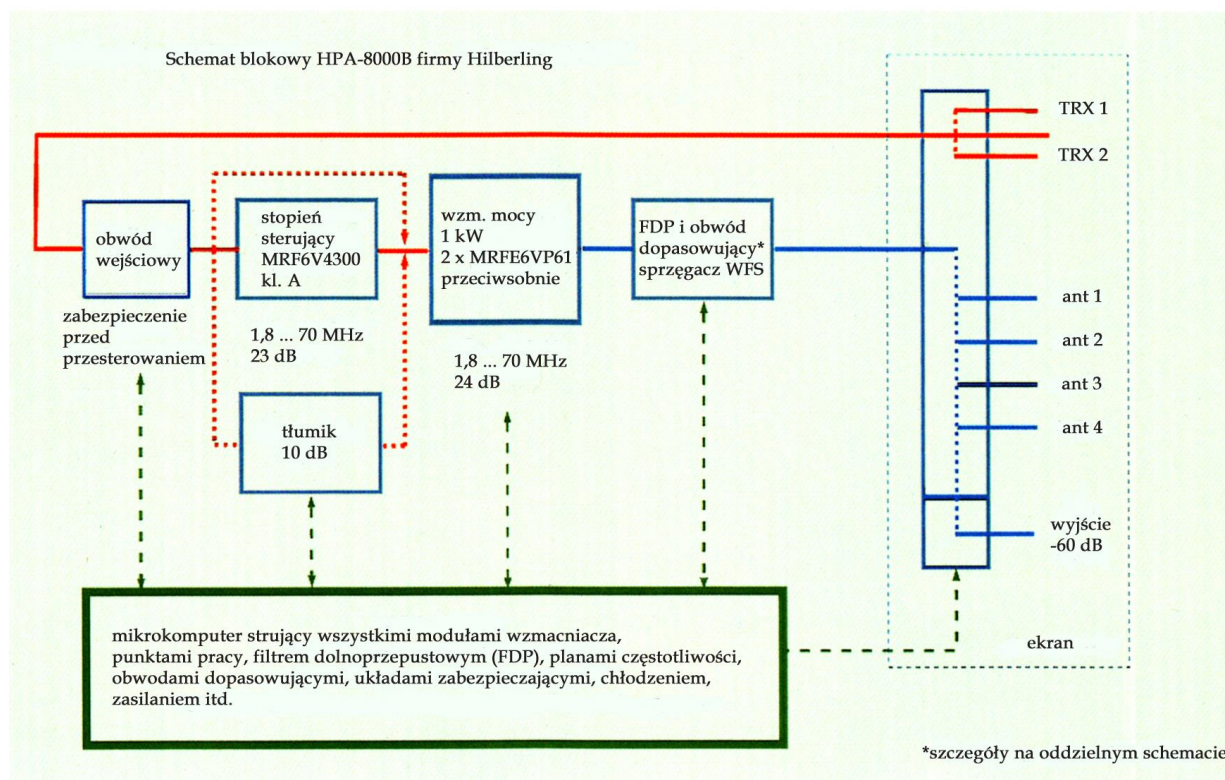 Schemat blokowy HPA-8000B firmy Hilberling
TRX 1
TRX 2
obwód
wejściowy
zabezpieczenie
przed
przesterowaniem
stopień
sterujący
MRF6V4300
kl. A
1,8 ... 70 MHz
23 dB
tłumik
10 dB
wzm. mocy
1 kW
2 x MRFE6VP61
przeciwsobnie
1,8 ... 70 MHz
24 dB
FDP i obwód
dopasowujący*
sprzęgacz WFS
ant 1
ant 2
ant 3
ant 4
wyjście
-60 dB
ekran
mikrokomputer strujący wszystkimi modułami wzmacniacza,
punktami pracy, filtrem dolnoprzepustowym (FDP), planami częstotliwości,
obwodami dopasowującymi, układami zabezpieczającymi, chłodzeniem,
zasilaniem itd.
*szczegóły na oddzielnym schemacie